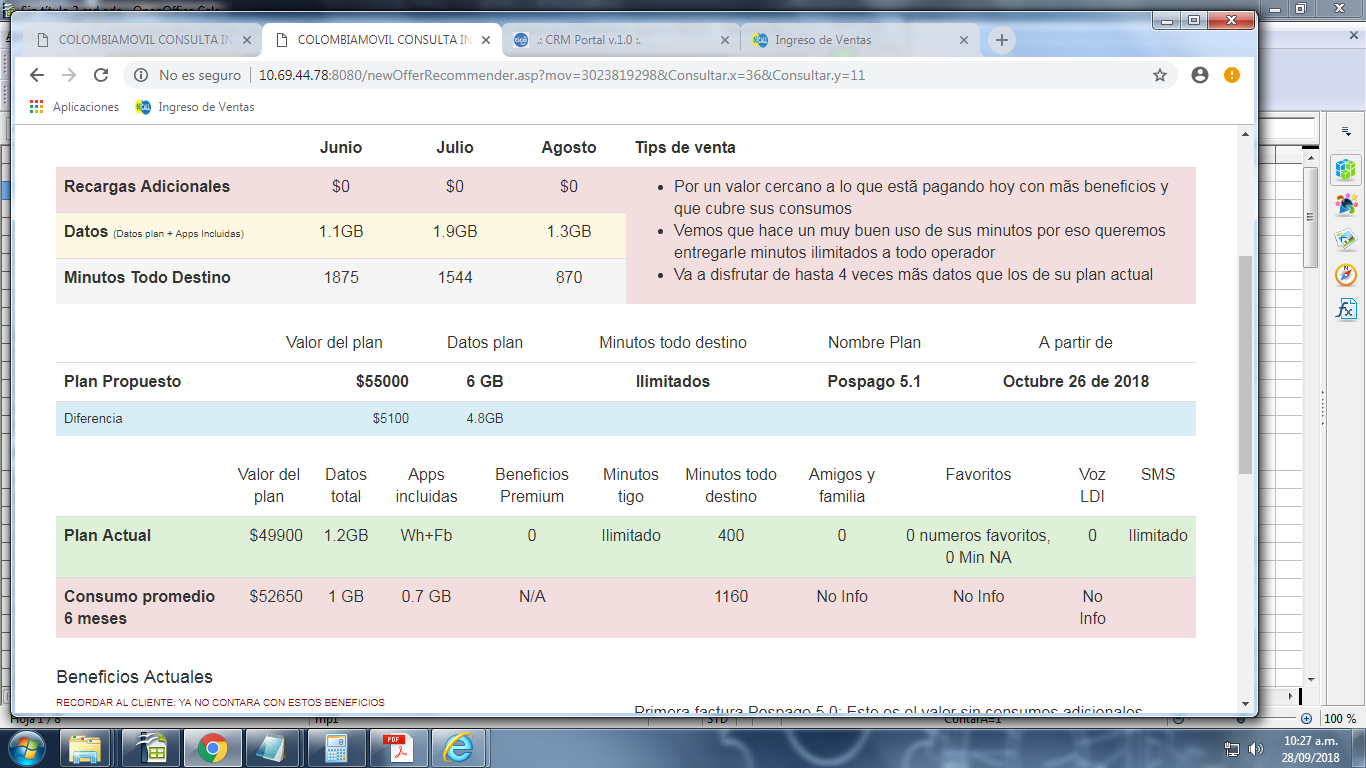 COLOMBIAMOVIL CONSULTA IN
COLOMBIAMOVIL CONSULTA IN
.: CRM Portal v.1.0 :.
Ingreso de Ventas
No es seguro
10.69.44.78:8080/newOfferRecommender.asp?mov=3023819298&Consultar.x=36&Consultar.y=11
Aplicaciones
Ingreso de Ventas
Junio Julio Agosto Tips de venta
Recargas Adicionales $0 $0 $0
Datos (Datos plan + Apps Incluidas) 1.1GB 1.9GB 1.3GB
Minutos Todo Destino 1875 1544 870
• Por un valor cercano a lo que estã pagando hoy con mãs beneficios y
que cubre sus consumos
• Vemos que hace un muy buen uso de sus minutos por eso queremos
entregarle minutos ilimitados a todo operador
• Va a disfrutar de hasta 4 veces mãs datos que los de su plan actual
Valor del plan Datos plan Minutos todo destino Nombre Plan A partir de
Plan Propuesto $55000 6 GB Ilimitados Pospago 5.1 Octubre 26 de 2018
Diferencia $5100 4.8GB
Valor del Datos Apps Beneficios Minutos Minutos todo Amigos y Favoritos Voz SMS
plan total incluidas Premium tigo destino familia LDI
Plan Actual $49900 1.2GB Wh+Fb 0 Ilimitado 400 0 0 numeros favoritos, 0 Ilimitado
0 Min NA
Consumo promedio $52650 1 GB 0.7 GB N/A 1160 No Info No Info No
6 meses Info
Beneficios Actuales
RECORDAR AL CLIENTE: YA NO CONTARA CON ESTOS BENEFICIOS
Primera factura Pospago 5.0: Este es el valor sin consumos adicionales
Hoja 1 / 8
mp1
STD
ContarA=1
100 %
PDF
10:27 a.m.
28/09/2018